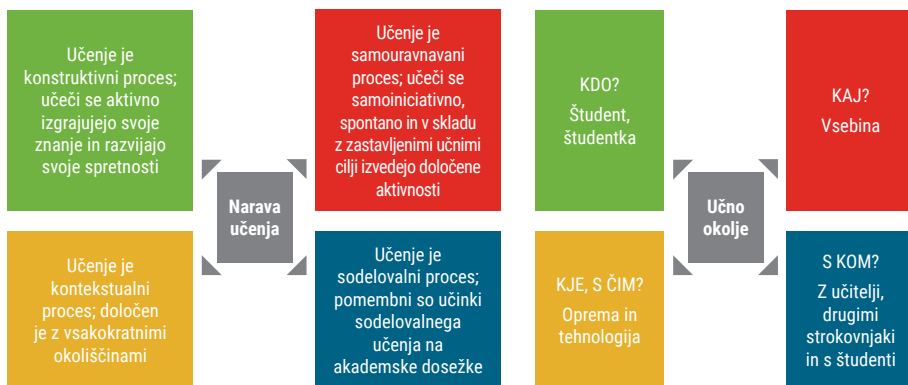 Učenje je
konstruktivni proces;
učeči se aktivno
izgrajujejo svoje
znanje in razvijajo
svoje spretnosti
Učenje je
samouravnavani
proces; učeči se
samoiniciativno,
spontano in v skladu
z zastavljenimi učnimi
cilji izvedejo določene
aktivnosti
Narava
učenja
Učenje je
kontekstualni
proces; določen
je z vsakokratnimi
okoliščinami
Učenje je
sodelovalni proces;
pomembni so učinki
sodelovalnega
učenja na
akademske dosežke
KDO?
Študent,
študentka
KAJ?
Vsebina
Učno
okolje
KJE, S ČIM?
Oprema in
tehnologija
S KOM?
Z učitelji,
drugimi
strokovnjaki
in s študenti